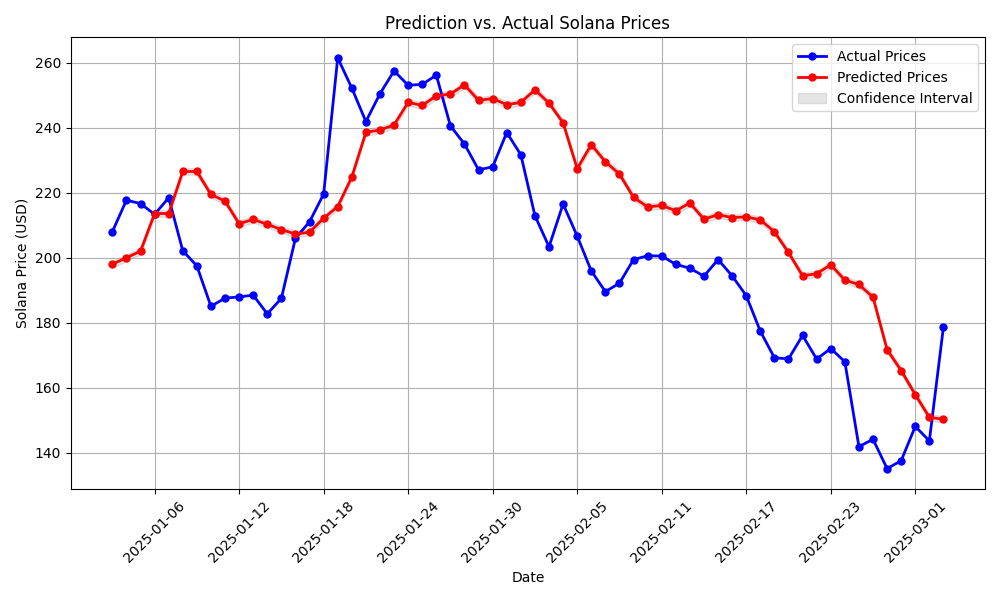 Prediction vs. Actual Solana Prices
Actual Prices
Predicted Prices
Confidence Interval
Solana Price (USD)
260
240
220
200
180
160
140
2025-01-06
2025-01-12
2025-01-18
2025-01-24
2025-01-30
2025-02-05
2025-02-11
2025-02-17
2025-02-23
2025-03-01
Date